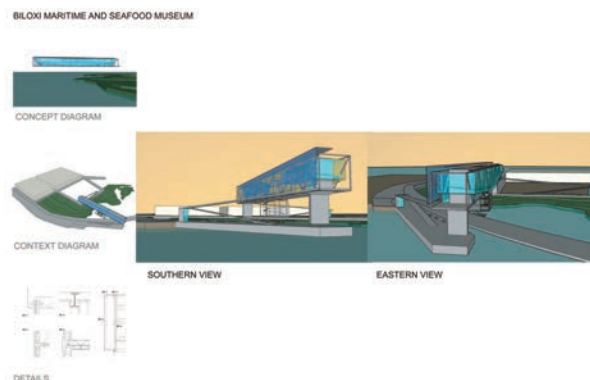 BILOXI MARITIME AND SEAFOOD MUSEUM
CONCEPT DIAGRAM
CONTEXT DIAGRAM
SOUTHERN VIEW
EASTERN VIEW
DETAILS